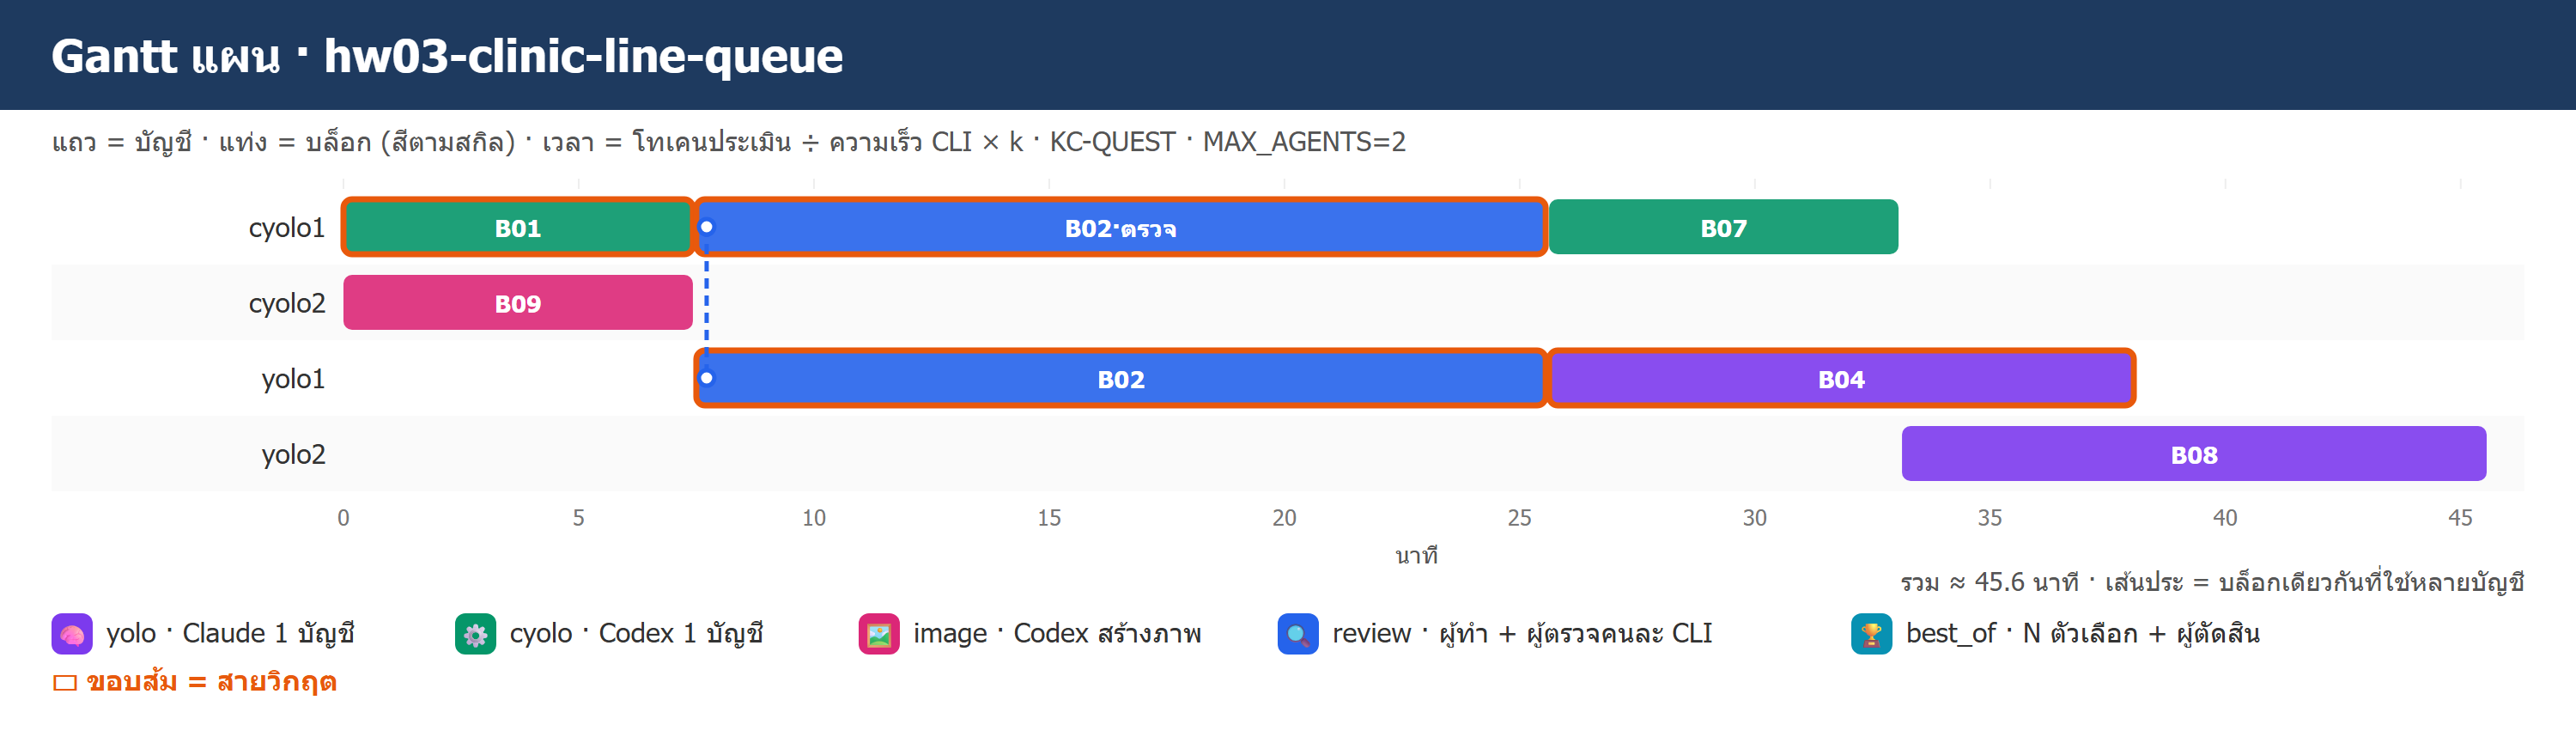 Gantt แผน · hw03-clinic-line-queue
แถว = บัญชี · แท่ง = บล็อก (สีตามสกิล) · เวลา = โทเคนประเมิน ÷ ความเร็ว CLI × k · KC-QUEST · MAX_AGENTS=2
cyolo1 B01 B02·ตรวจ B07
cyolo2 B09
yolo1 B02 B04
yolo2 B08
0 5 10 15 20 25 30 35 40 45
นาที
รวม ≈ 45.6 นาที · เส้นประ = บล็อกเดียวกันที่ใช้หลายบัญชี
yolo · Claude 1 บัญชี cyolo · Codex 1 บัญชี image · Codex สร้างภาพ review · ผู้ทำ + ผู้ตรวจคนละ CLI best_of · N ตัวเลือก + ผู้ตัดสิน
ขอบส้ม = สายวิกฤต